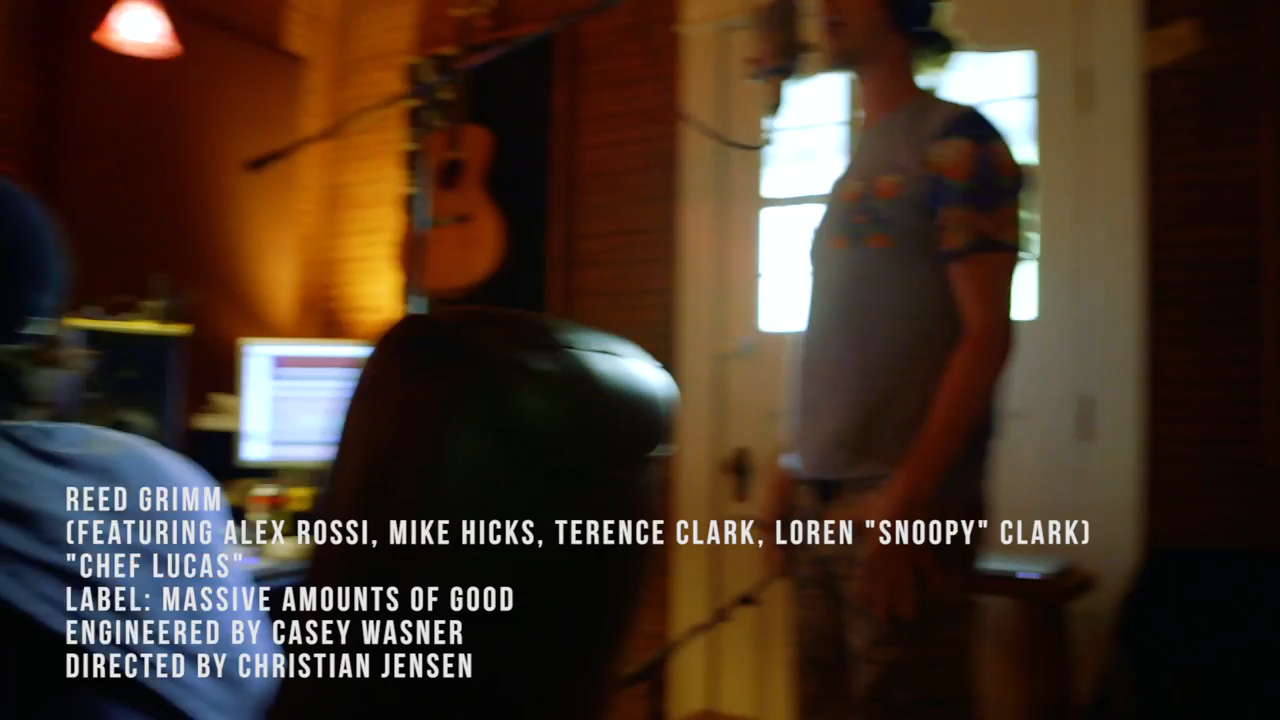 REED GRIMM
(FEATURING ALEX ROSSI, MIKE HICKS, TERENCE CLARK, LOREN "SNOOPY" CLARK)
"CHEF LUCAS"
LABEL: MASSIVE AMOUNTS OF GOOD
ENGINEERED BY CASEY WASNER
DIRECTED BY CHRISTIAN JENSEN